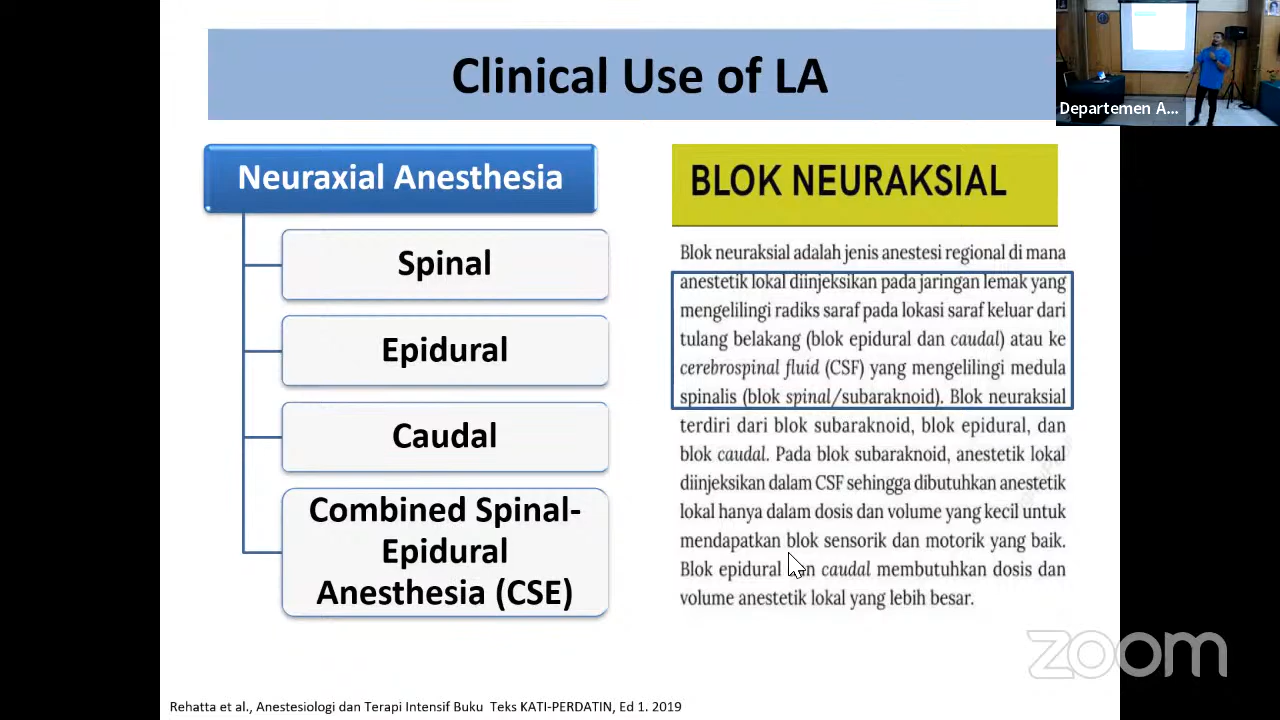 Clinical Use of LA
Departemen A...
Neuraxial Anesthesia
Spinal
Epidural
Caudal
Combined Spinal-
Epidural
Anesthesia (CSE)
BLOK NEURAKSIAL
Blok neuraksial adalah jenis anestesi regional di mana
anestetik lokal diinjeksikan pada jaringan lemak yang
mengelilingi radiks saraf pada lokasi saraf keluar dari
tulang belakang (blok epidural dan caudal) atau ke
cerebrospinal fluid (CSF) yang mengelilingi medula
spinalis (blok spinal/subaraknoid). Blok neuraksial
terdiri dari blok subaraknoid, blok epidural, dan
blok caudal. Pada blok subaraknoid, anestetik lokal
diinjeksikan dalam CSF sehingga dibutuhkan anestetik
lokal hanya dalam dosis dan volume yang kecil untuk
mendapatkan blok sensorik dan motorik yang baik.
Blok epidural dan caudal membutuhkan dosis dan
volume anestetik lokal yang lebih besar.
zoom
Rehatta et al., Anestesiologi dan Terapi Intensif Buku Teks KATI-PERDATIN, Ed 1. 2019